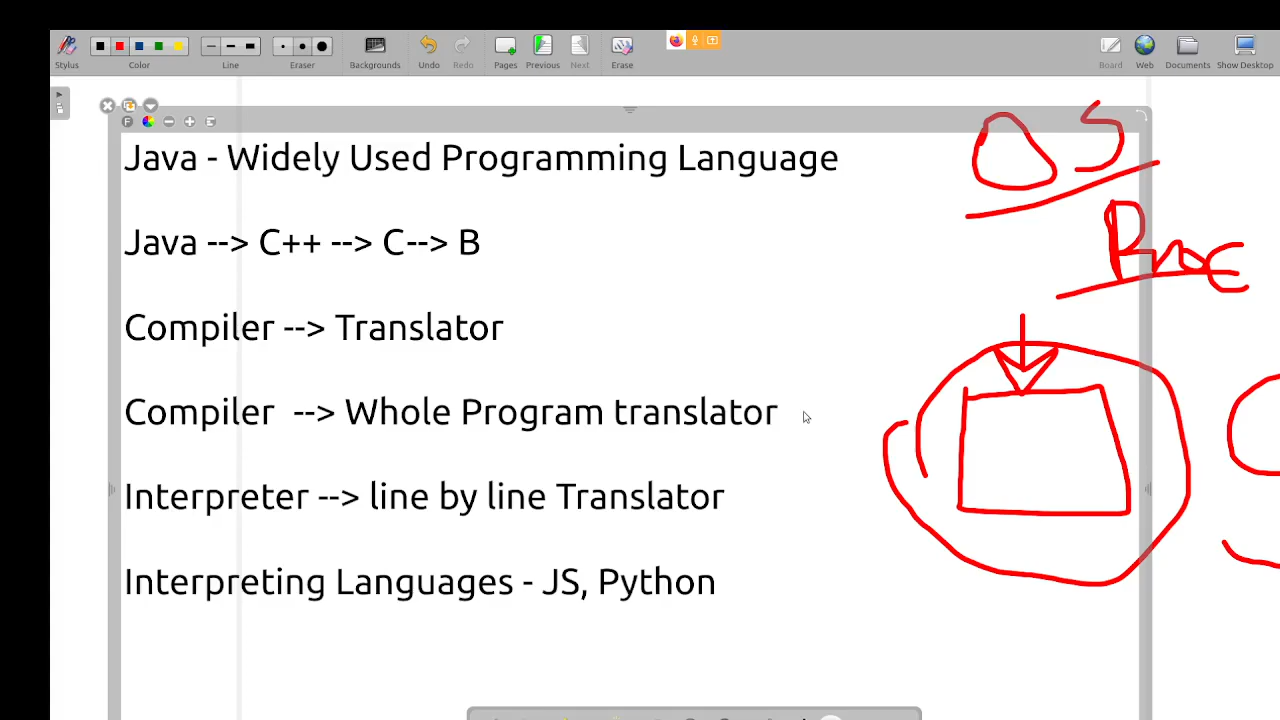 Stylus Color Line Eraser Backgrounds Undo Redo Pages Previous Next Erase Board Web Documents Show Desktop
Java - Widely Used Programming Language
OS
Java --> C++ --> C--> B
Proc
Compiler --> Translator
Compiler --> Whole Program translator
Interpreter --> line by line Translator
Interpreting Languages - JS, Python